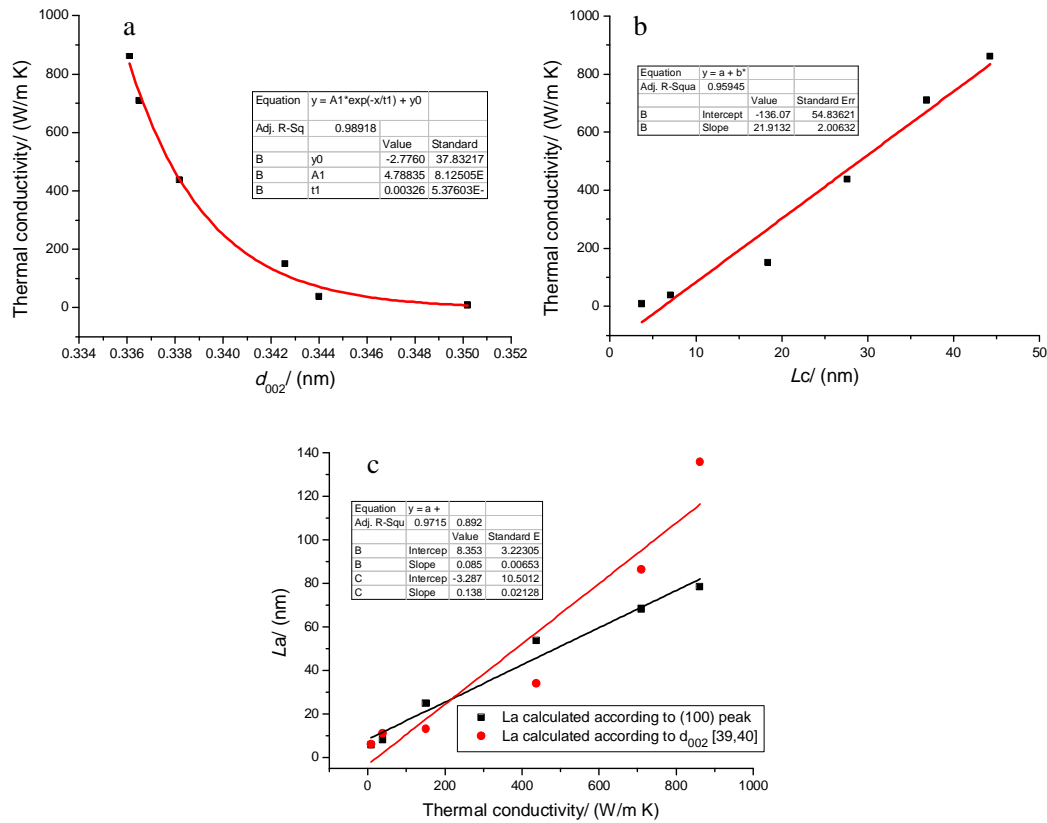 a
Thermal conductivity/ (W/m K)
800
600
400
200
0
0.334 0.336 0.338 0.340 0.342 0.344 0.346 0.348 0.350 0.352
d002/ (nm)
Equation y = A1*exp(-x/t1) + y0
Adj. R-Sq 0.98918
Value Standard
B y0 -2.7760 37.83217
B A1 4.78835 8.12505E
B t1 0.00326 5.37603E-
b
Thermal conductivity/ (W/m K)
1000
800
600
400
200
0
0 10 20 30 40 50
Lc/ (nm)
Equation y = a + b*
Adj. R-Squa 0.95945
Value Standard Err
B Intercept -136.07 54.83621
B Slope 21.9132 2.00632
c
La/ (nm)
140
120
100
80
60
40
20
0
0 200 400 600 800 1000
Thermal conductivity/ (W/m K)
Equation y = a +
Adj. R-Squ 0.9715 0.892
Value Standard E
B Intercep 8.353 3.22305
B Slope 0.085 0.00653
C Intercep -3.287 10.5012
C Slope 0.138 0.02128
La calculated according to (100) peak
La calculated according to d002 [39,40]